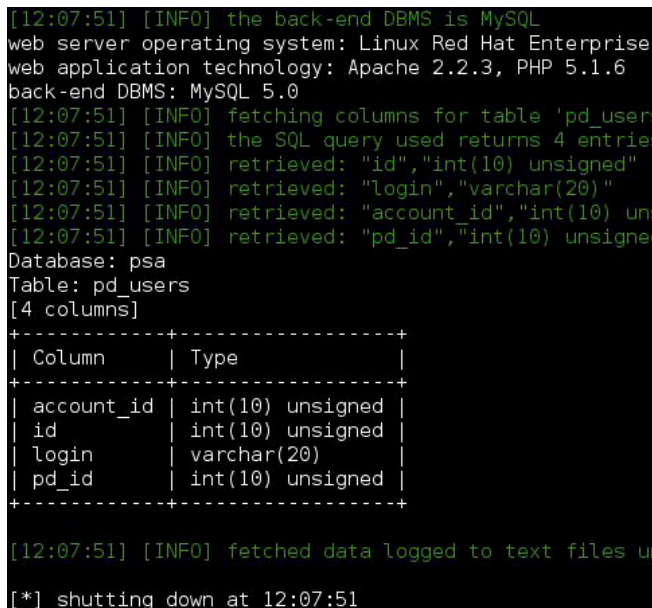 [12:07:51] [INFO] the back-end DBMS is MySQL
web server operating system: Linux Red Hat Enterprise
web application technology: Apache 2.2.3, PHP 5.1.6
back-end DBMS: MySQL 5.0
[12:07:51] [INFO] fetching columns for table 'pd_users
[12:07:51] [INFO] the SQL query used returns 4 entries
[12:07:51] [INFO] retrieved: "id","int(10) unsigned"
[12:07:51] [INFO] retrieved: "login","varchar(20)"
[12:07:51] [INFO] retrieved: "account_id","int(10) uns
[12:07:51] [INFO] retrieved: "pd_id","int(10) unsigned
Database: psa
Table: pd_users
[4 columns]
+------------+------------------+
| Column     | Type             |
+------------+------------------+
| account_id | int(10) unsigned |
| id         | int(10) unsigned |
| login      | varchar(20)      |
| pd_id      | int(10) unsigned |
+------------+------------------+
[12:07:51] [INFO] fetched data logged to text files un
[*] shutting down at 12:07:51